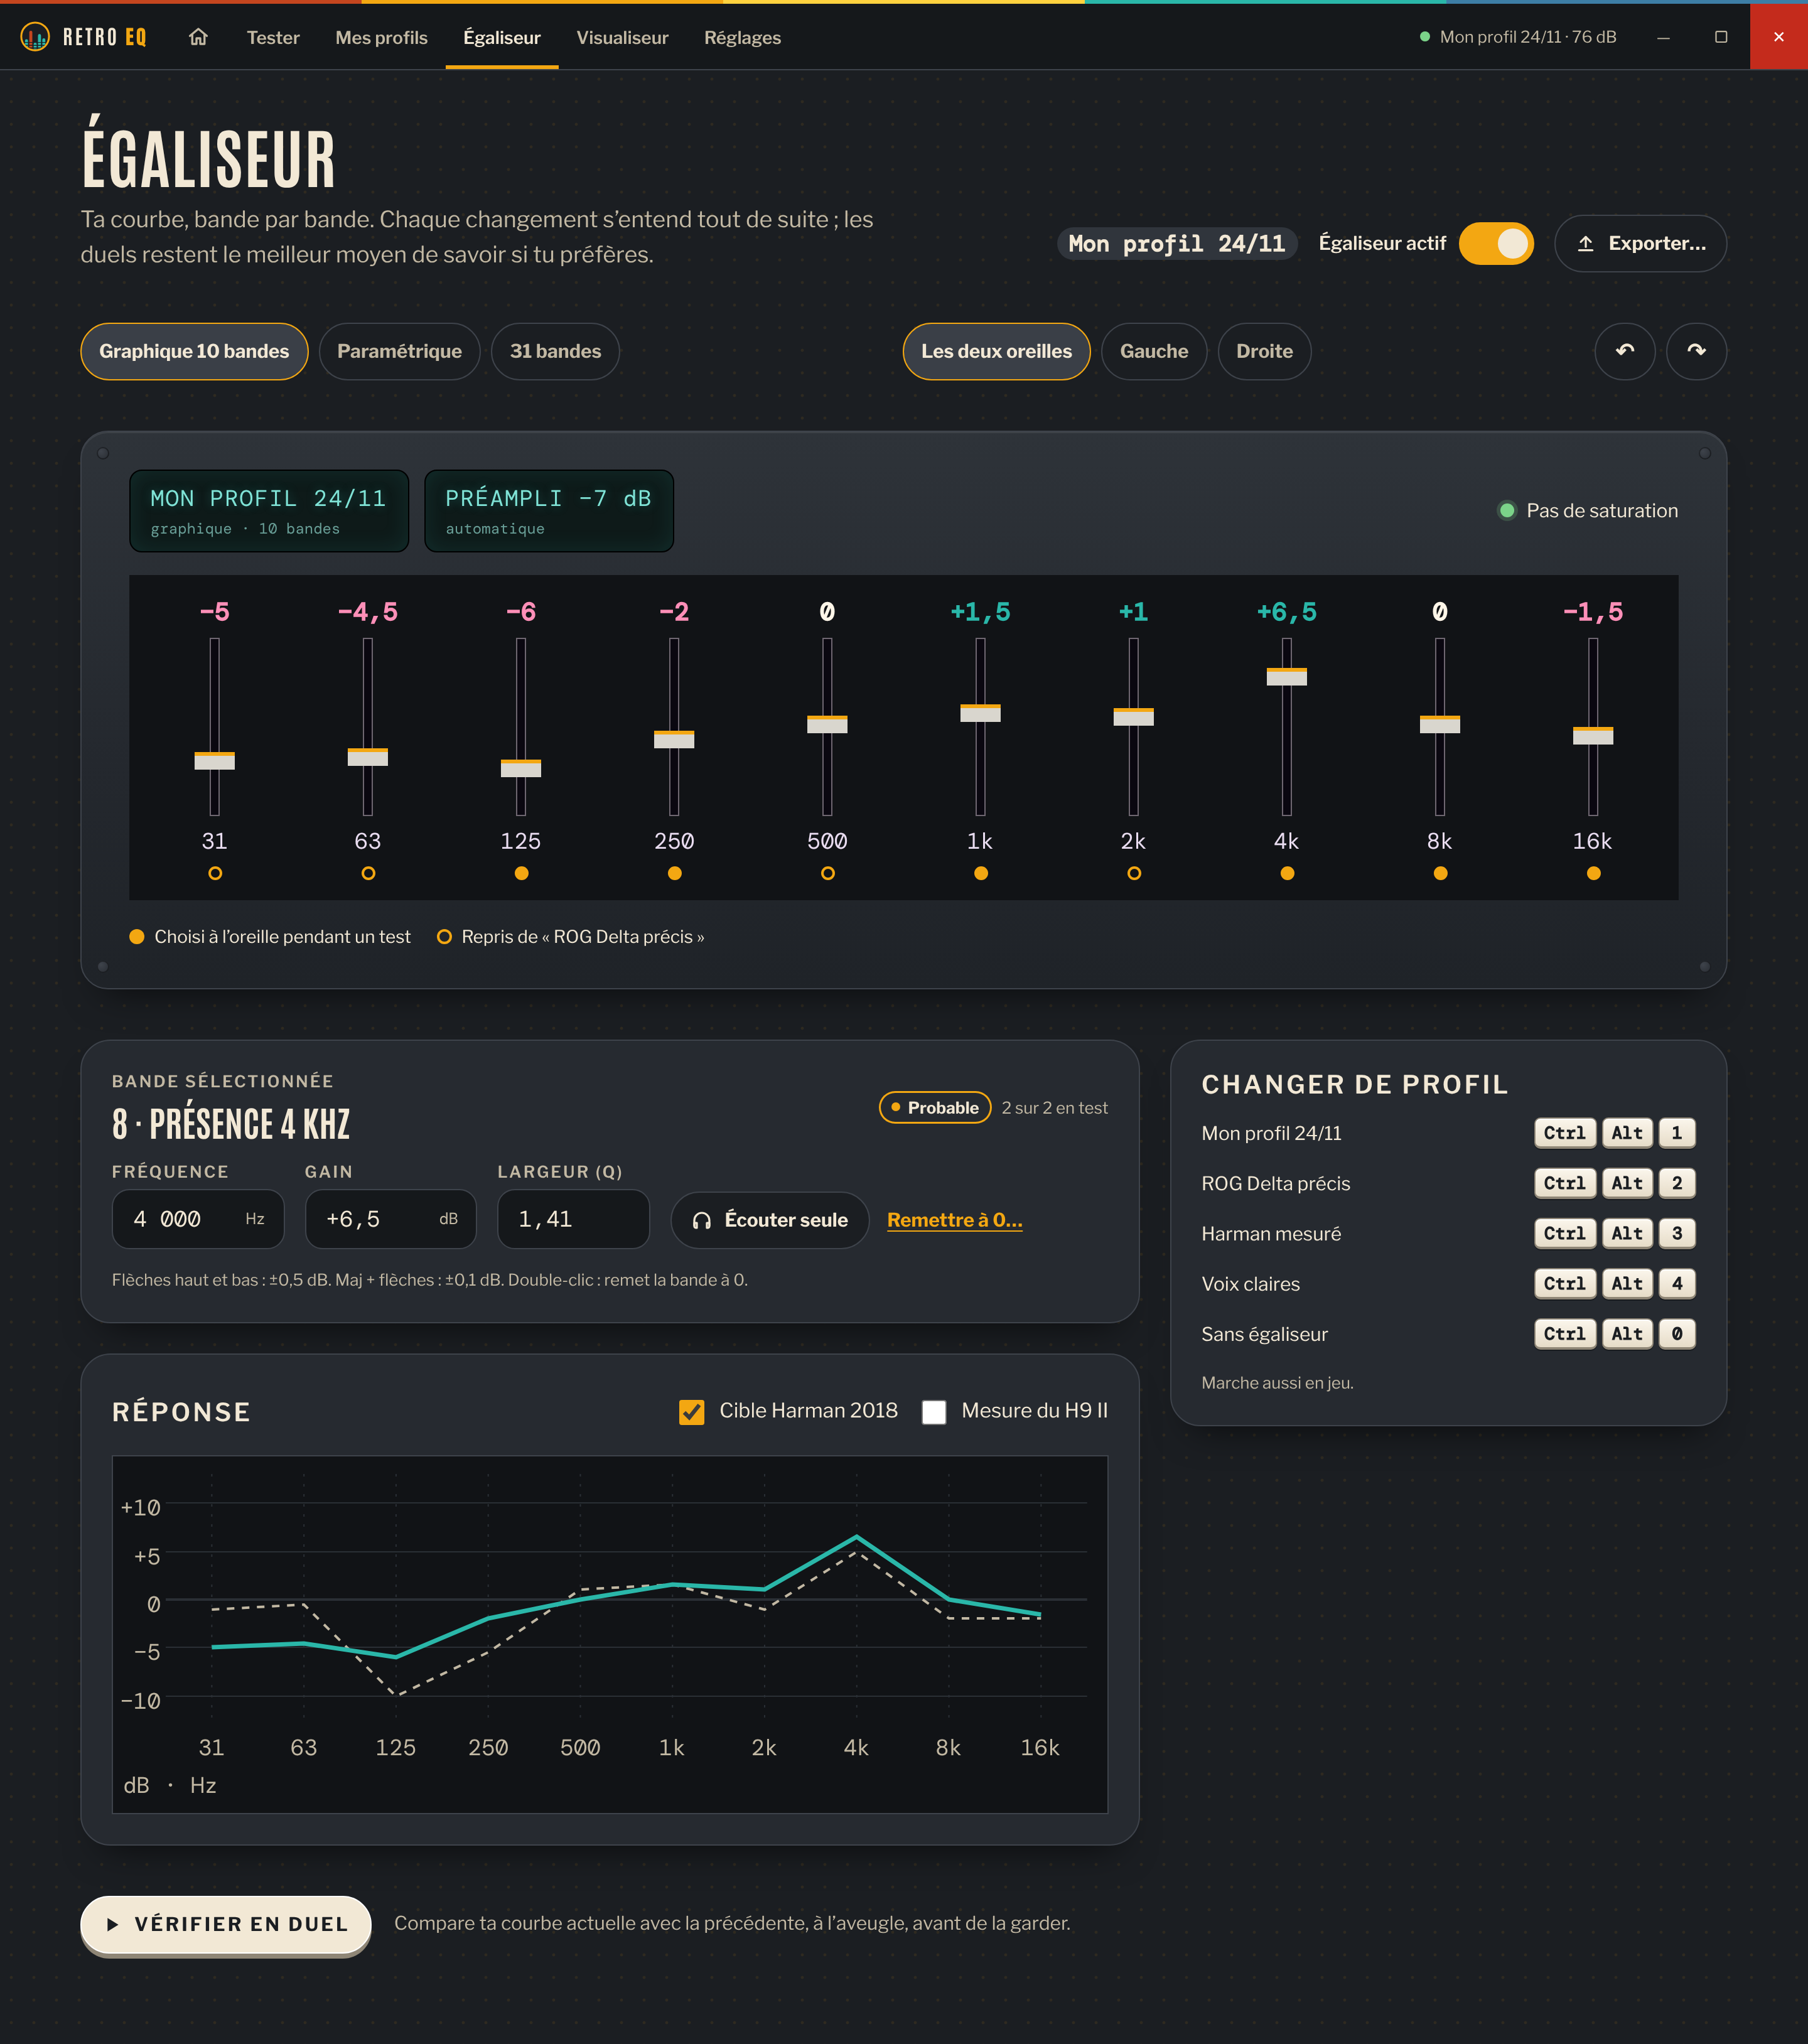 RETRO EQ
Tester
Mes profils
Égaliseur
Visualiseur
Réglages
Mon profil 24/11 · 76 dB
ÉGALISEUR
Ta courbe, bande par bande. Chaque changement s’entend tout de suite ; les
duels restent le meilleur moyen de savoir si tu préfères.
Mon profil 24/11
Égaliseur actif
Exporter…
Graphique 10 bandes
Paramétrique
31 bandes
Les deux oreilles
Gauche
Droite
MON PROFIL 24/11
graphique · 10 bandes
PRÉAMPLI −7 dB
automatique
Pas de saturation
−5 −4,5 −6 −2 0 +1,5 +1 +6,5 0 −1,5
31 63 125 250 500 1k 2k 4k 8k 16k
Choisi à l’oreille pendant un test
Repris de « ROG Delta précis »
BANDE SÉLECTIONNÉE
8 · PRÉSENCE 4 KHZ
Probable
2 sur 2 en test
FRÉQUENCE
GAIN
LARGEUR (Q)
4 000 Hz
+6,5 dB
1,41
Écouter seule
Remettre à 0…
Flèches haut et bas : ±0,5 dB. Maj + flèches : ±0,1 dB. Double-clic : remet la bande à 0.
CHANGER DE PROFIL
Mon profil 24/11 Ctrl Alt 1
ROG Delta précis Ctrl Alt 2
Harman mesuré Ctrl Alt 3
Voix claires Ctrl Alt 4
Sans égaliseur Ctrl Alt 0
Marche aussi en jeu.
RÉPONSE
Cible Harman 2018
Mesure du H9 II
+10
+5
0
−5
−10
31 63 125 250 500 1k 2k 4k 8k 16k
dB · Hz
VÉRIFIER EN DUEL
Compare ta courbe actuelle avec la précédente, à l’aveugle, avant de la garder.